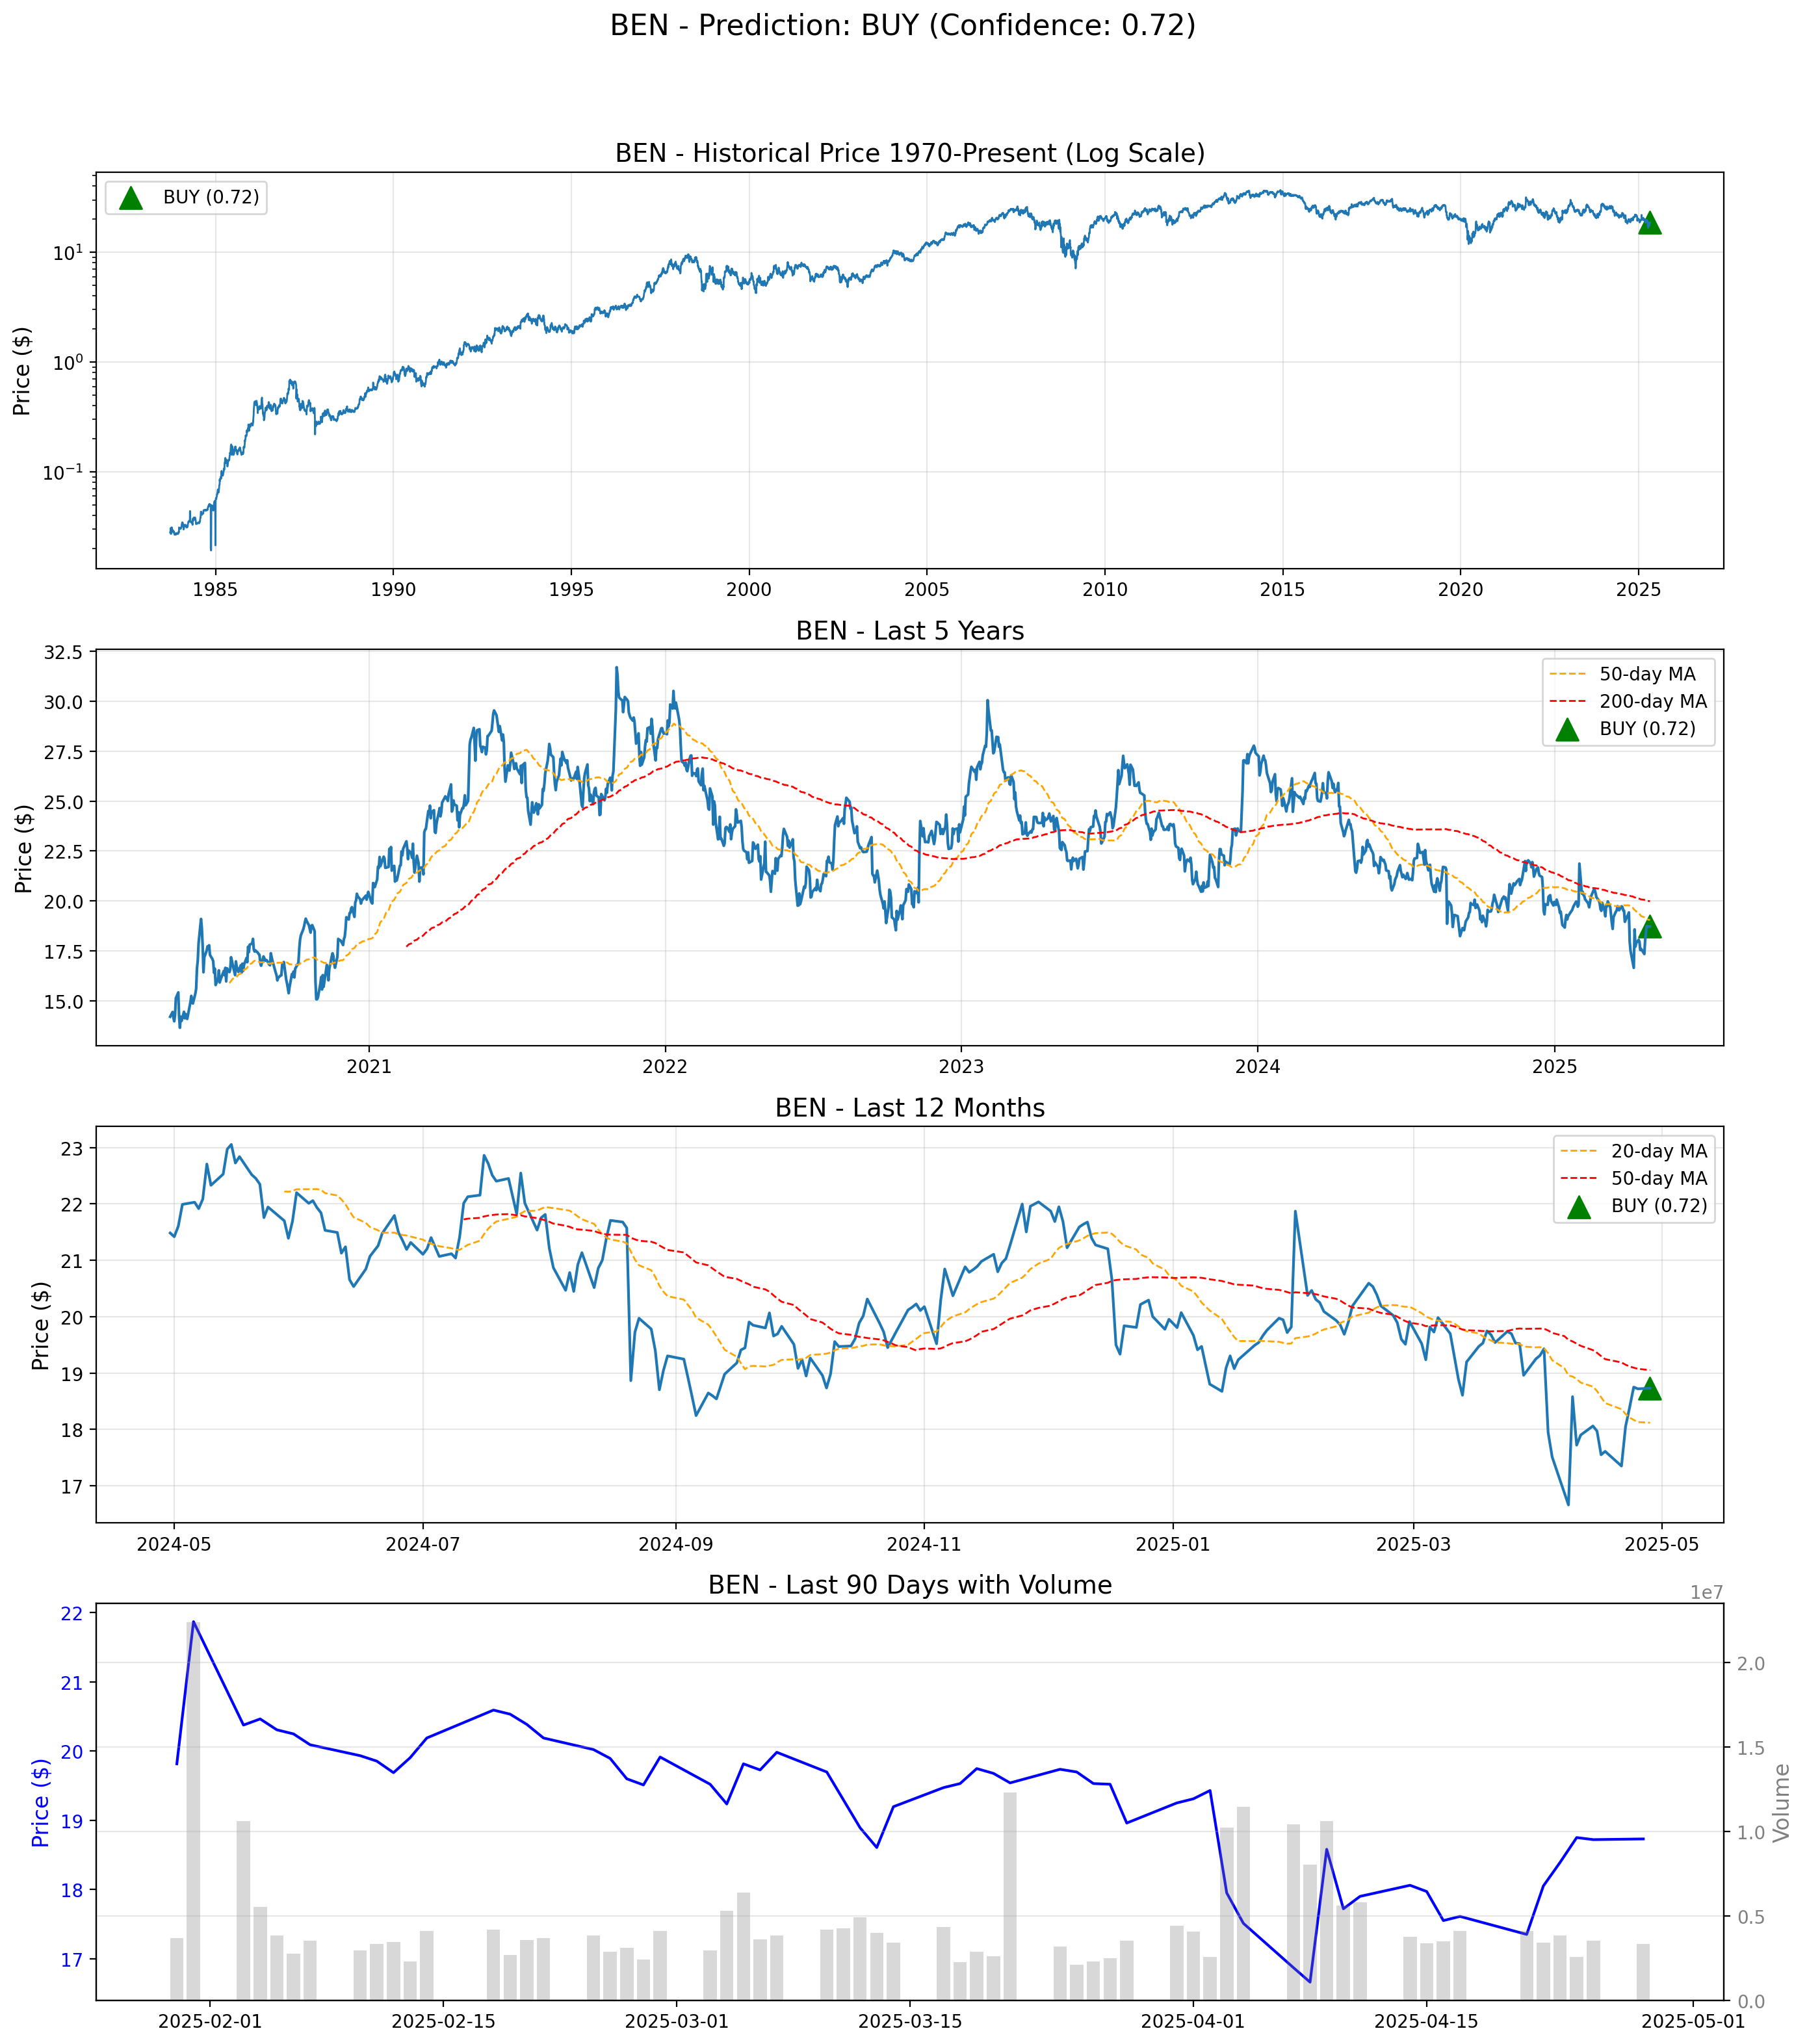 BEN - Prediction: BUY (Confidence: 0.72)
BEN - Historical Price 1970-Present (Log Scale)
BUY (0.72)
Price ($)
10¹
10⁰
10⁻¹
1985 1990 1995 2000 2005 2010 2015 2020 2025
BEN - Last 5 Years
50-day MA
200-day MA
BUY (0.72)
Price ($)
32.5
30.0
27.5
25.0
22.5
20.0
17.5
15.0
2021 2022 2023 2024 2025
BEN - Last 12 Months
20-day MA
50-day MA
BUY (0.72)
Price ($)
23
22
21
20
19
18
17
2024-05 2024-07 2024-09 2024-11 2025-01 2025-03 2025-05
BEN - Last 90 Days with Volume
1e7
Price ($)
22
21
20
19
18
17
2.0
1.5
1.0
0.5
0.0
Volume
2025-02-01 2025-02-15 2025-03-01 2025-03-15 2025-04-01 2025-04-15 2025-05-01